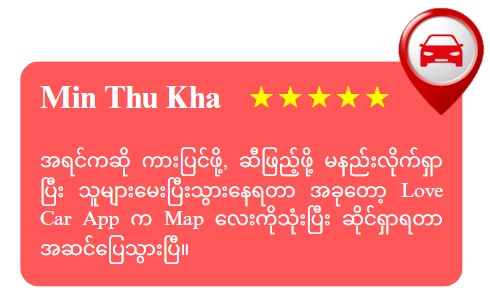 Min Thu Kha ★★★★★
အရင်ကဆို ကားပြင်ဖို့, ဆီဖြည့်ဖို့ မနည်းလိုက်ရှာ
ပြီး သူများမေးပြီးသွားနေရတာ အခုတော့ Love
Car App က Map လေးကိုသုံးပြီး ဆိုင်ရှာရတာ
အဆင်ပြေသွားပြီ။